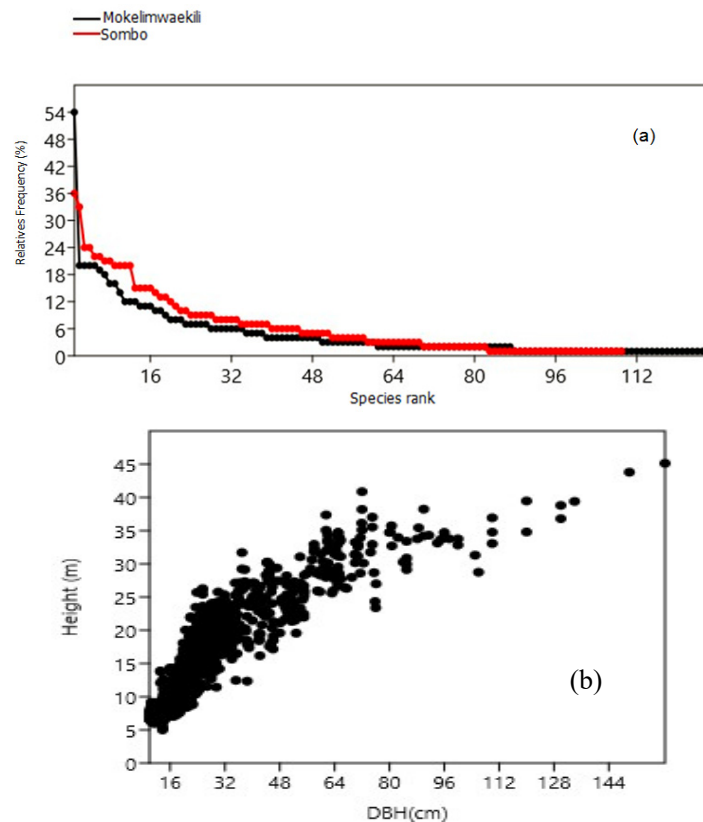 Mokelimwaekili
Sombo
(a)
Relatives Frequency (%)
54
48
42
36
30
24
18
12
6
0
16 32 48 64 80 96 112
Species rank
(b)
Height (m)
45
40
35
30
25
20
15
10
5
0
16 32 48 64 80 96 112 128 144
DBH(cm)